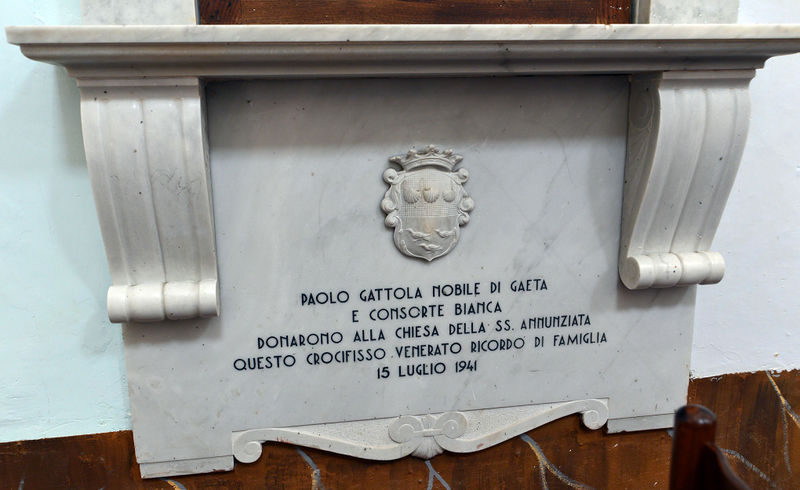 PAOLO GATTOLA NOBILE DI GAETA
E CONSORTE BIANCA
DONARONO ALLA CHIESA DELLA SS. ANNUNZIATA
QUESTO CROCIFISSO VENERATO RICORDO DI FAMIGLIA
15 LUGLIO 1941